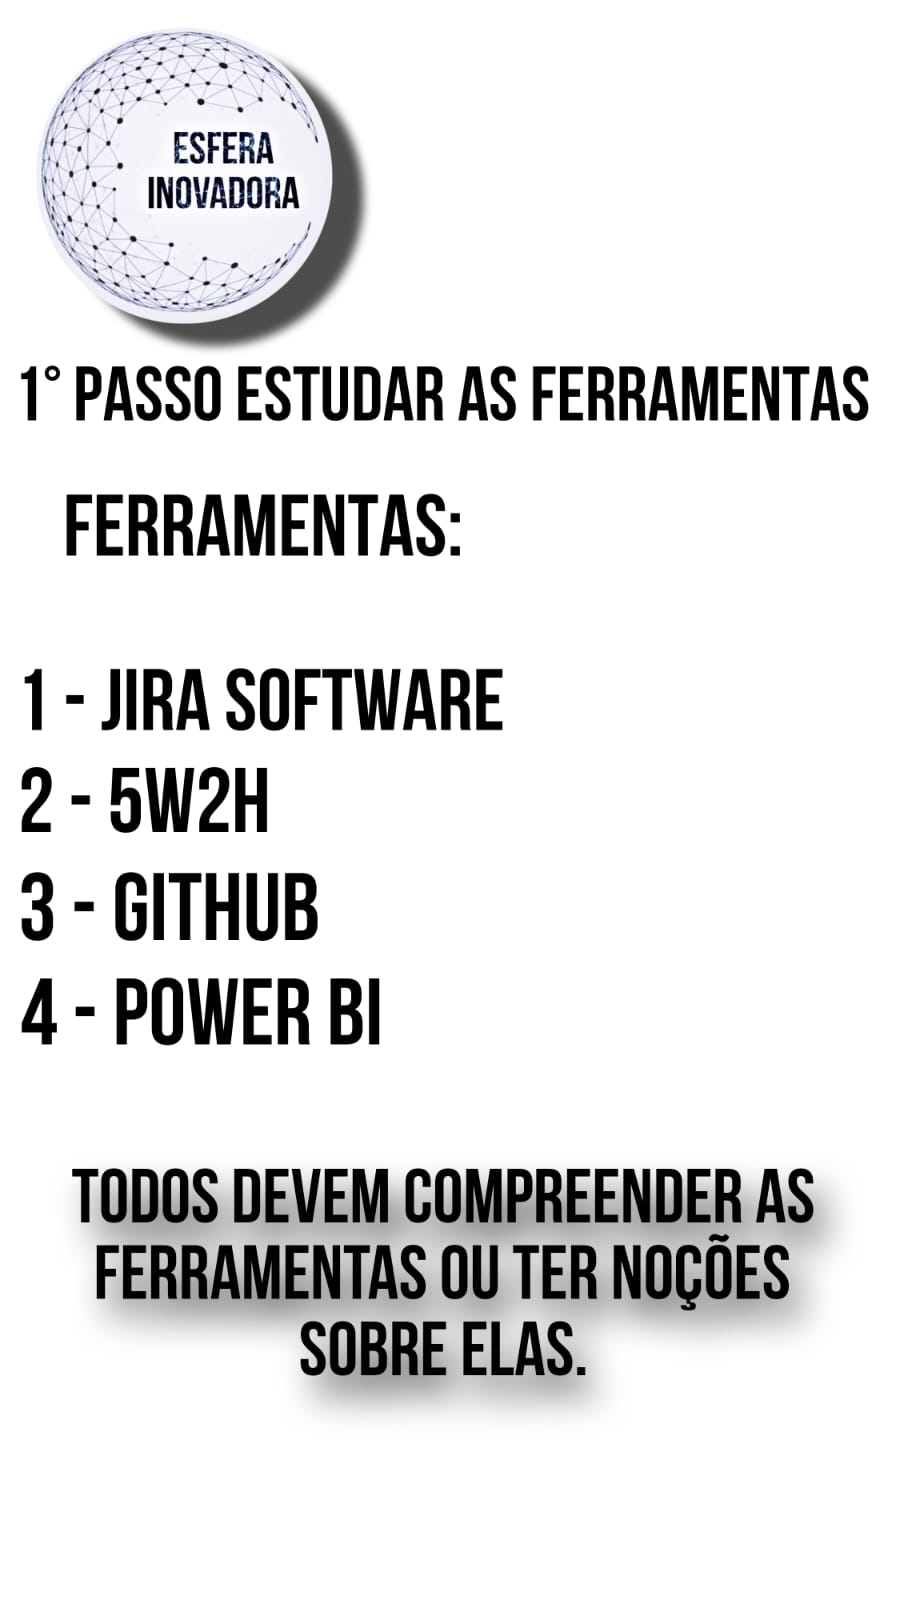 ESFERA
INOVADORA
1° PASSO ESTUDAR AS FERRAMENTAS
FERRAMENTAS:
1 - JIRA SOFTWARE
2 - 5W2H
3 - GITHUB
4 - POWER BI
TODOS DEVEM COMPREENDER AS
FERRAMENTAS OU TER NOÇÕES
SOBRE ELAS.